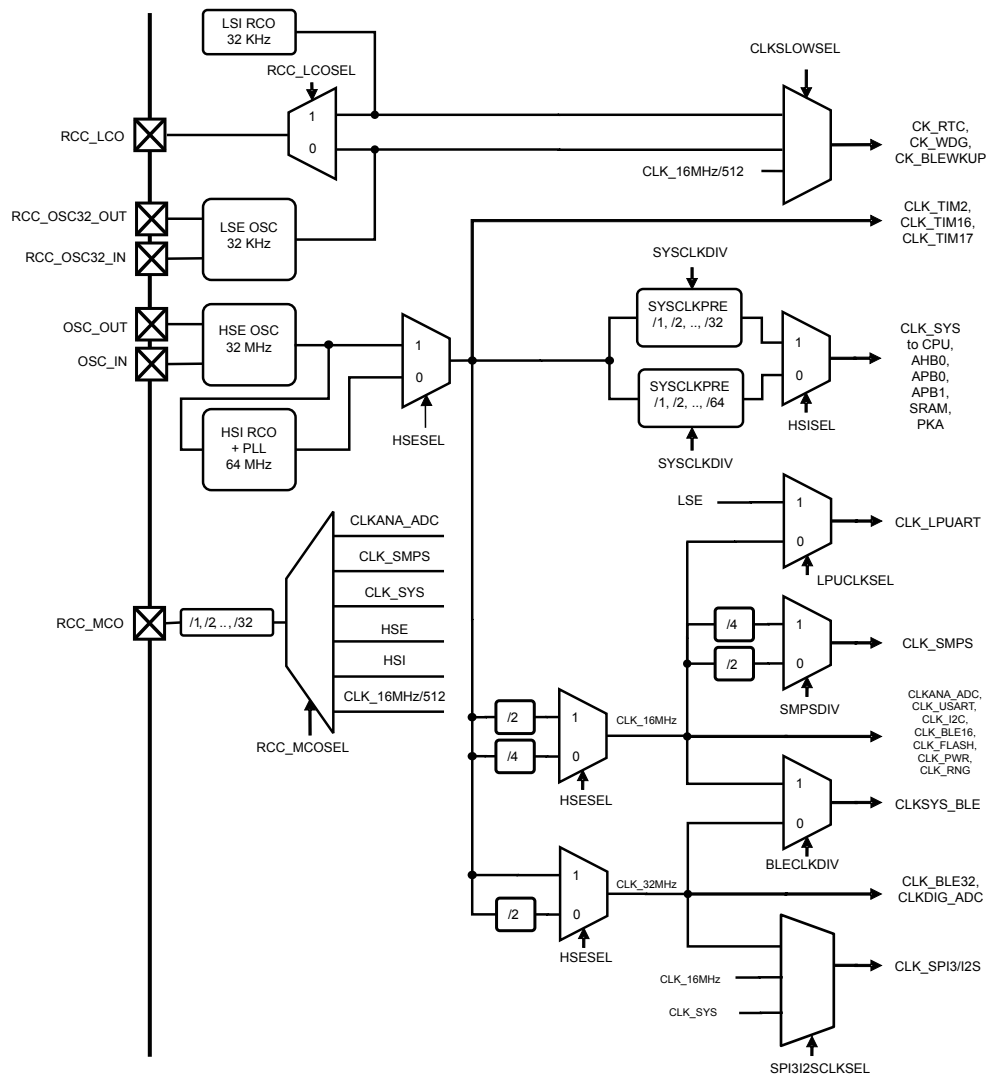 LSI RCO
32 KHz
RCC_LCOSEL
CLKSLOWSEL
1
0
RCC_LCO
CK_RTC,
CK_WDG,
CK_BLEWKUP
CLK_16MHz/512
RCC_OSC32_OUT
RCC_OSC32_IN
LSE OSC
32 KHz
CLK_TIM2,
CLK_TIM16,
CLK_TIM17
SYSCLKDIV
OSC_OUT
OSC_IN
HSE OSC
32 MHz
1
0
HSESEL
SYSCLKPRE
/1, /2, .., /32
SYSCLKPRE
/1, /2, .., /64
SYSCLKDIV
1
0
HSISEL
CLK_SYS
to CPU,
AHB0,
APB0,
APB1,
SRAM,
PKA
HSI RCO
+ PLL
64 MHz
LSE
1
0
LPUCLKSEL
CLK_LPUART
CLKANA_ADC
CLK_SMPS
CLK_SYS
HSE
HSI
CLK_16MHz/512
RCC_MCO
/1, /2, .., /32
RCC_MCOSEL
/4
/2
1
0
SMPSDIV
CLK_SMPS
/2
/4
1
0
HSESEL
CLK_16MHz
CLKANA_ADC,
CLK_USART,
CLK_I2C,
CLK_BLE16,
CLK_FLASH,
CLK_PWR,
CLK_RNG
1
0
BLECLKDIV
CLKSYS_BLE
/2
1
0
HSESEL
CLK_32MHz
CLK_BLE32,
CLKDIG_ADC
CLK_16MHz
CLK_SYS
CLK_SPI3/I2S
SPI3I2SCLKSEL